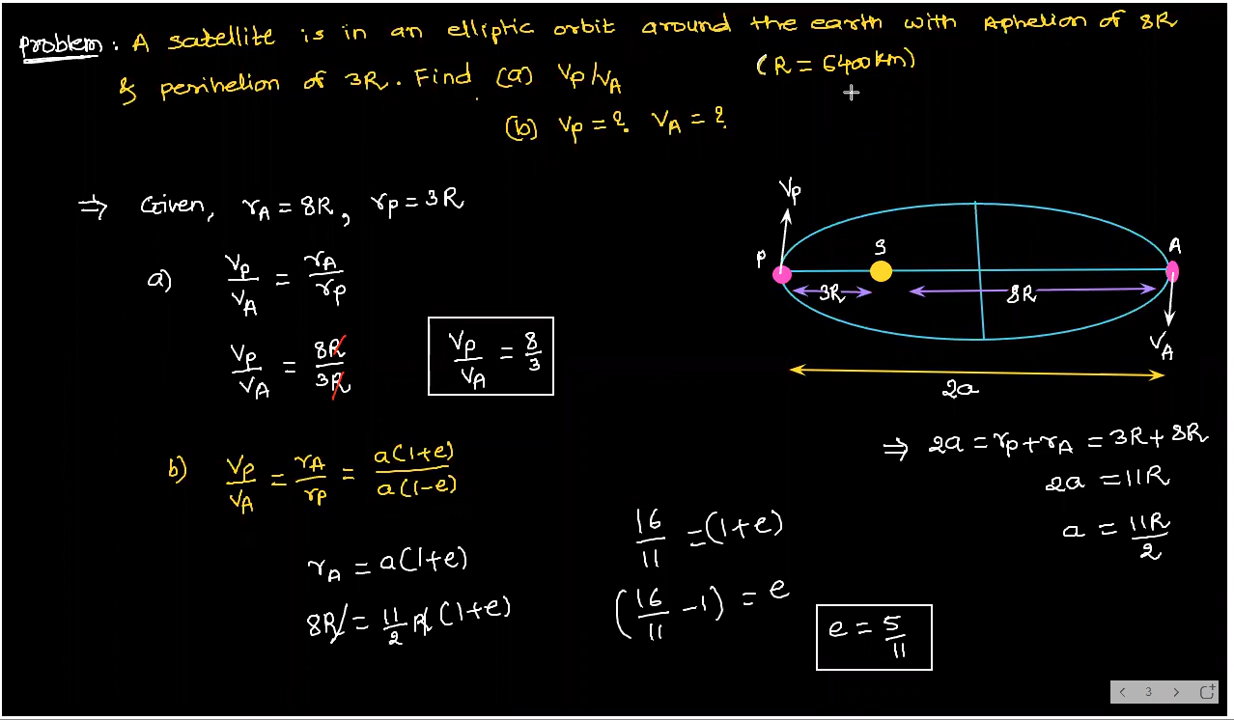 Problem: A satellite is in an elliptic orbit around the earth with Aphelion of 8R
& perihelion of 3R. Find (a) Vp/VA (R = 6400km)
(b) Vp = ? VA = ?
⇒ Given, rA = 8R, rp = 3R
a) Vp/VA = rA/rp
Vp/VA = 8R/3R
Vp/VA = 8/3
Vp
P
S
A
3R
8R
VA
2a
⇒ 2a = rp + rA = 3R + 8R
2a = 11R
a = 11R/2
b) Vp/VA = rA/rp = a(1+e)/a(1-e)
rA = a(1+e)
8R = 11/2 R (1+e)
16/11 = (1+e)
(16/11 - 1) = e
e = 5/11
< 3 >